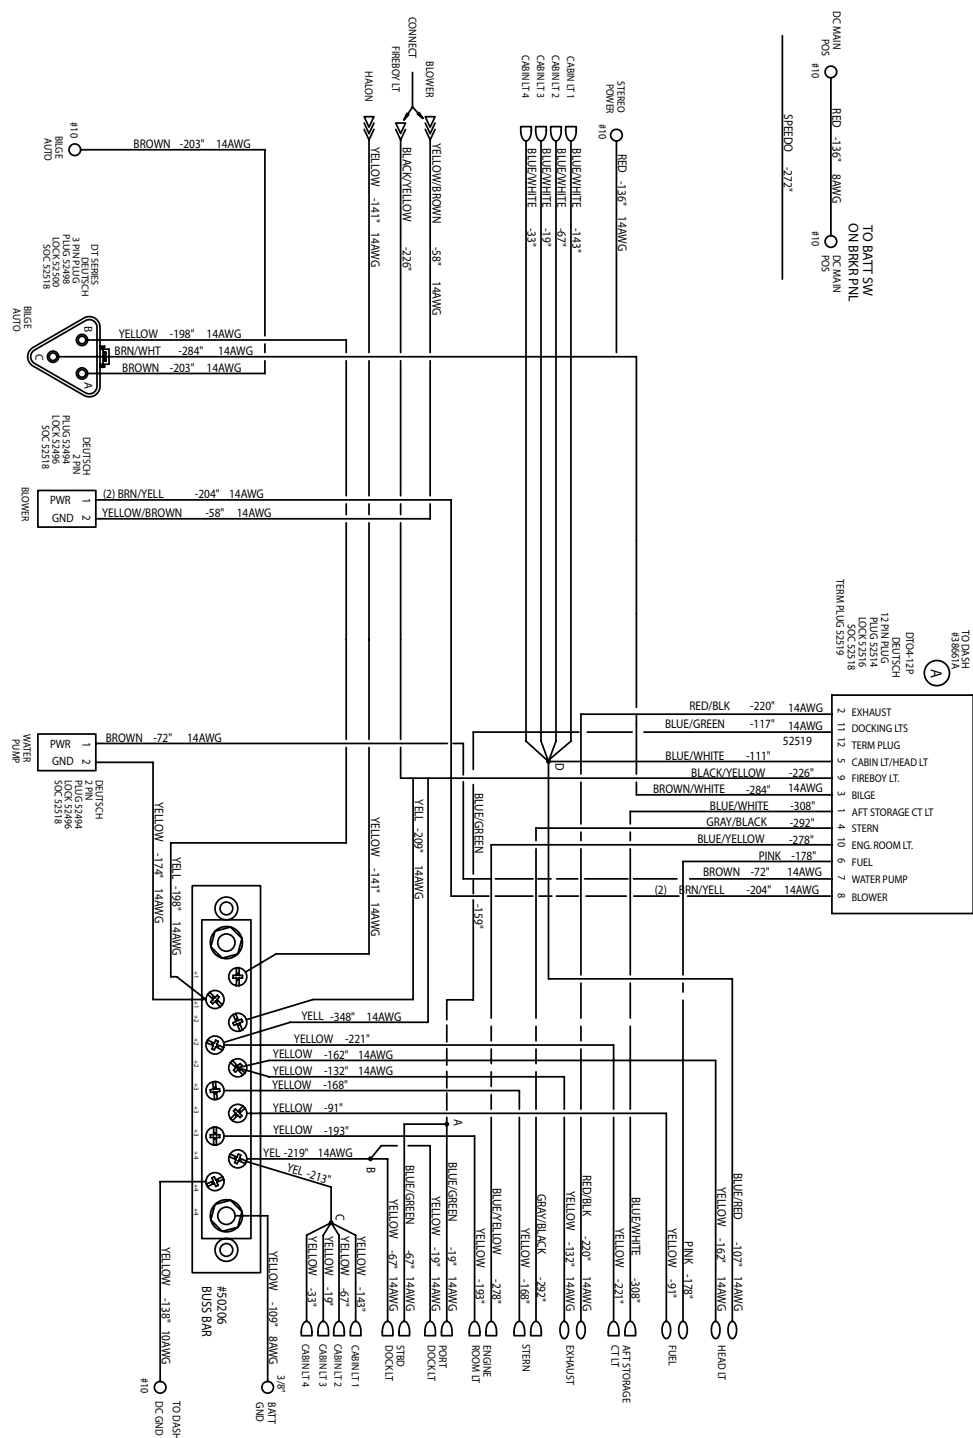 DC MAIN
POS
#10
RED -136" 8AWG
#10
DC MAIN
POS
TO BATT SW
ON BRKR PNL
SPEEDO -272"
STEREO
POWER
#10
RED -136" 14AWG
CABIN LT 1
CABIN LT 2
CABIN LT 3
CABIN LT 4
BLUE/WHITE -143"
BLUE/WHITE -67"
BLUE/WHITE -19"
BLUE/WHITE -33"
CONNECT
BLOWER
FIREBOY LT
HALON
YELLOW/BROWN -58" 14AWG
BLACK/YELLOW -226"
YELLOW -141" 14AWG
#10
BILGE
AUTO
BROWN -203" 14AWG
DT SERIES
DEUTSCH
3 PIN PLUG
PLUG 52498
LOCK 52500
SOC 52518
BILGE
AUTO
B
C
A
YELLOW -198" 14AWG
BRN/WHT -284" 14AWG
BROWN -203" 14AWG
DEUTSCH
2 PIN
PLUG 52494
LOCK 52496
SOC 52518
BLOWER
PWR 1
GND 2
(2) BRN/YELL -204" 14AWG
YELLOW/BROWN -58" 14AWG
TO DASH
#38661A
A
DTO4-12P
DEUTSCH
12 PIN PLUG
PLUG 52514
LOCK 52516
SOC 52518
TERM PLUG 52519
RED/BLK -220" 14AWG 2 EXHAUST
BLUE/GREEN -117" 14AWG 11 DOCKING LTS
52519 12 TERM PLUG
BLUE/WHITE -111" 5 CABIN LT/HEAD LT
BLACK/YELLOW -226" 9 FIREBOY LT.
BROWN/WHITE -284" 14AWG 3 BILGE
BLUE/WHITE -308" 1 AFT STORAGE CT LT
GRAY/BLACK -292" 4 STERN
BLUE/YELLOW -278" 10 ENG. ROOM LT.
PINK -178" 6 FUEL
BROWN -72" 14AWG 7 WATER PUMP
(2) BRN/YELL -204" 14AWG 8 BLOWER
D
WATER
PUMP
PWR 1
GND 2
BROWN -72" 14AWG
DEUTSCH
2 PIN
PLUG 52494
LOCK 52496
SOC 52518
YELLOW -174" 14AWG
YELL -198" 14AWG
YELLOW -141" 14AWG
YELL -209" 14AWG
BLUE/GREEN -159"
+1
+1
+2
+2
+2
+3
+3
+3
+4
+4
+4
YELL -348" 14AWG
YELLOW -221"
YELLOW -162" 14AWG
YELLOW -132" 14AWG
YELLOW -168"
YELLOW -91"
YELLOW -193"
YEL -219" 14AWG
YEL -213"
A
B
C
#50206
BUSS BAR
YELLOW -138" 10AWG
#10
TO DASH
DC GND
YELLOW -109" 8AWG
3/8"
BATT
GND
YELLOW -33"
YELLOW -19"
YELLOW -67"
YELLOW -143"
CABIN LT 4
CABIN LT 3
CABIN LT 2
CABIN LT 1
YELLOW -67" 14AWG
BLUE/GREEN -67" 14AWG
STBD
DOCK LT
YELLOW -19" 14AWG
BLUE/GREEN -19" 14AWG
PORT
DOCK LT
YELLOW -193"
BLUE/YELLOW -278"
ENGINE
ROOM LT
YELLOW -168"
GRAY/BLACK -292"
STERN
YELLOW -132" 14AWG
RED/BLK -220" 14AWG
EXHAUST
YELLOW -221"
BLUE/WHITE -308"
AFT STORAGE
CT LT
YELLOW -91"
PINK -178"
FUEL
YELLOW -162" 14AWG
BLUE/RED -107" 14AWG
HEAD LT